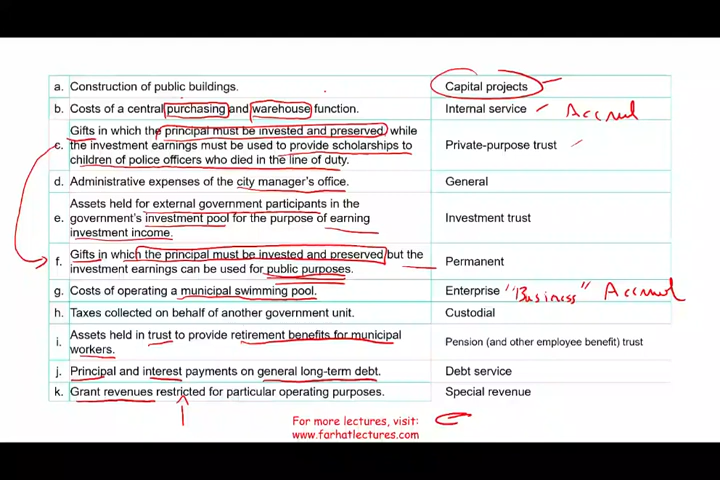 a. Construction of public buildings. Capital projects
b. Costs of a central purchasing and warehouse function. Internal service Accrual
Gifts in which the principal must be invested and preserved while
c. the investment earnings must be used to provide scholarships to Private-purpose trust
children of police officers who died in the line of duty.
d. Administrative expenses of the city manager's office. General
Assets held for external government participants in the
e. government's investment pool for the purpose of earning Investment trust
investment income.
Gifts in which the principal must be invested and preserved but the
f. investment earnings can be used for public purposes. Permanent
g. Costs of operating a municipal swimming pool. Enterprise "Business" Accrual
h. Taxes collected on behalf of another government unit. Custodial
i. Assets held in trust to provide retirement benefits for municipal Pension (and other employee benefit) trust
workers.
j. Principal and interest payments on general long-term debt. Debt service
k. Grant revenues restricted for particular operating purposes. Special revenue
For more lectures, visit:
www.farhatlectures.com